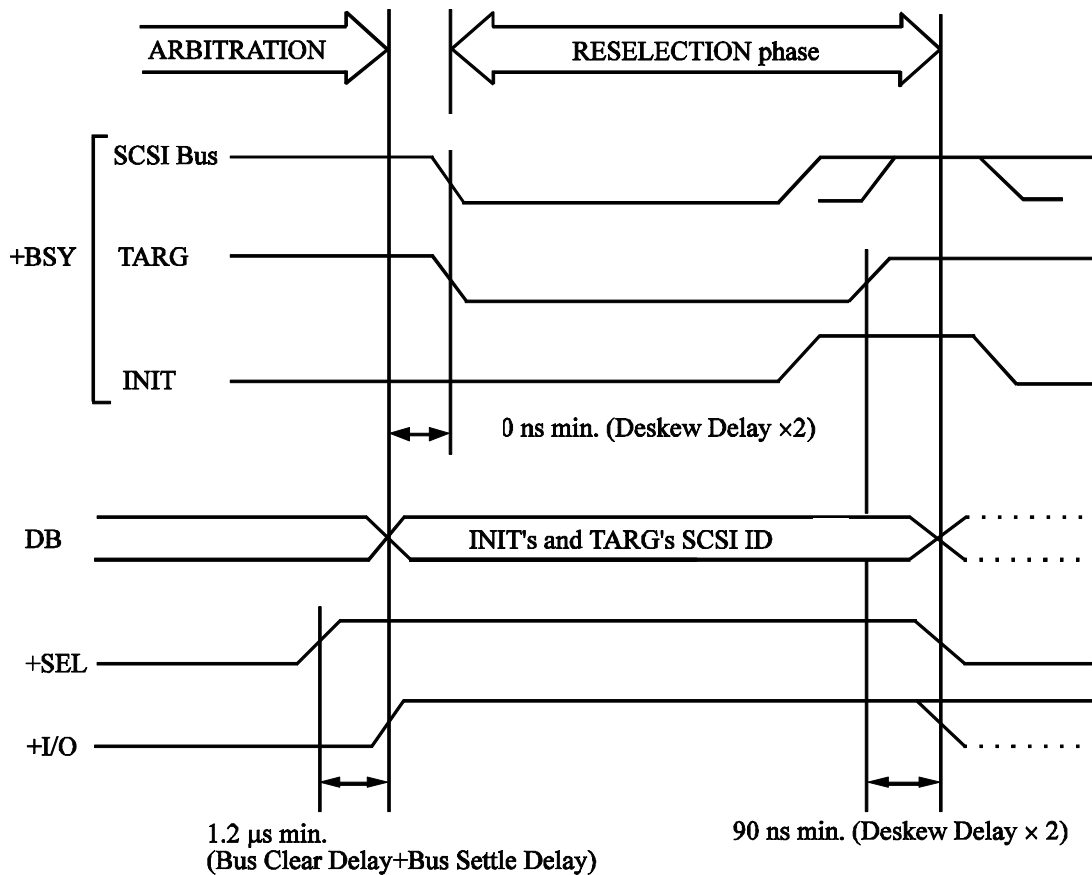 ARBITRATION
RESELECTION phase
SCSI Bus
+BSY
TARG
INIT
0 ns min. (Deskew Delay ×2)
DB
INIT's and TARG's SCSI ID
+SEL
+I/O
1.2 μs min.
(Bus Clear Delay+Bus Settle Delay)
90 ns min. (Deskew Delay × 2)